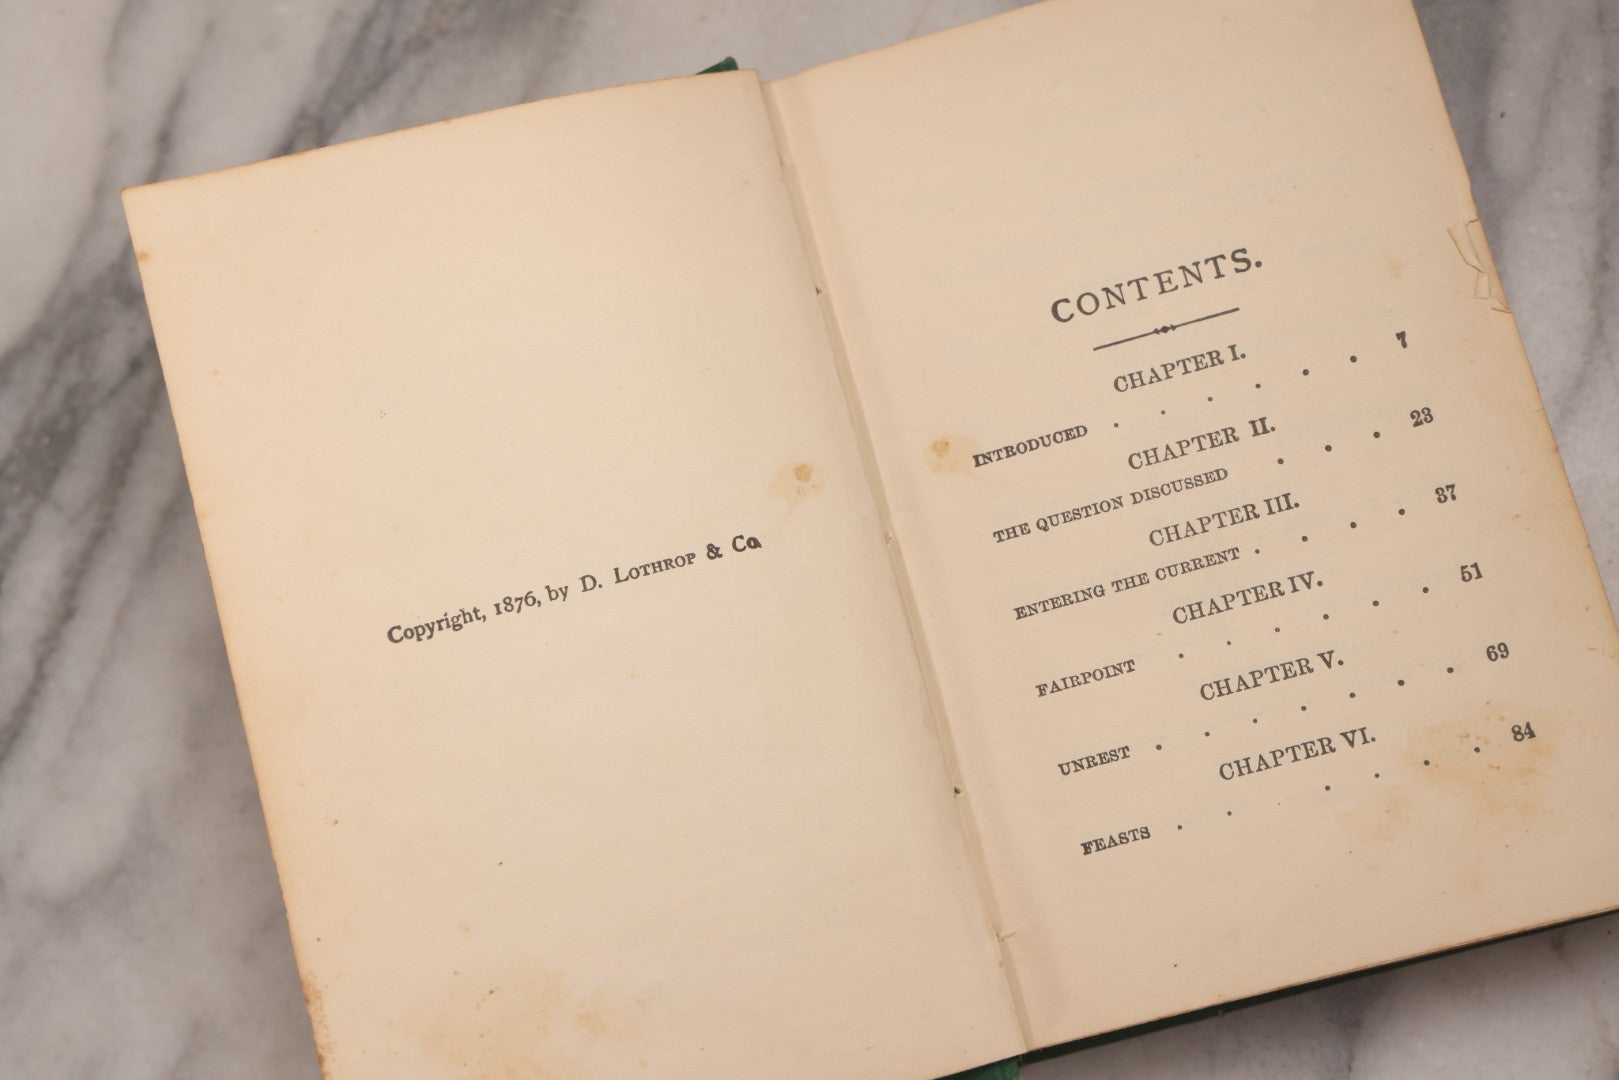 Copyright, 1876, by D. LOTHROP & Co.
CONTENTS.
CHAPTER I.
INTRODUCED . . . . . . 7
CHAPTER II.
THE QUESTION DISCUSSED . . . 23
CHAPTER III.
ENTERING THE CURRENT . . . . 37
CHAPTER IV.
FAIRPOINT . . . . . . 51
CHAPTER V.
UNREST . . . . . . . 69
CHAPTER VI.
FEASTS . . . . . . 84